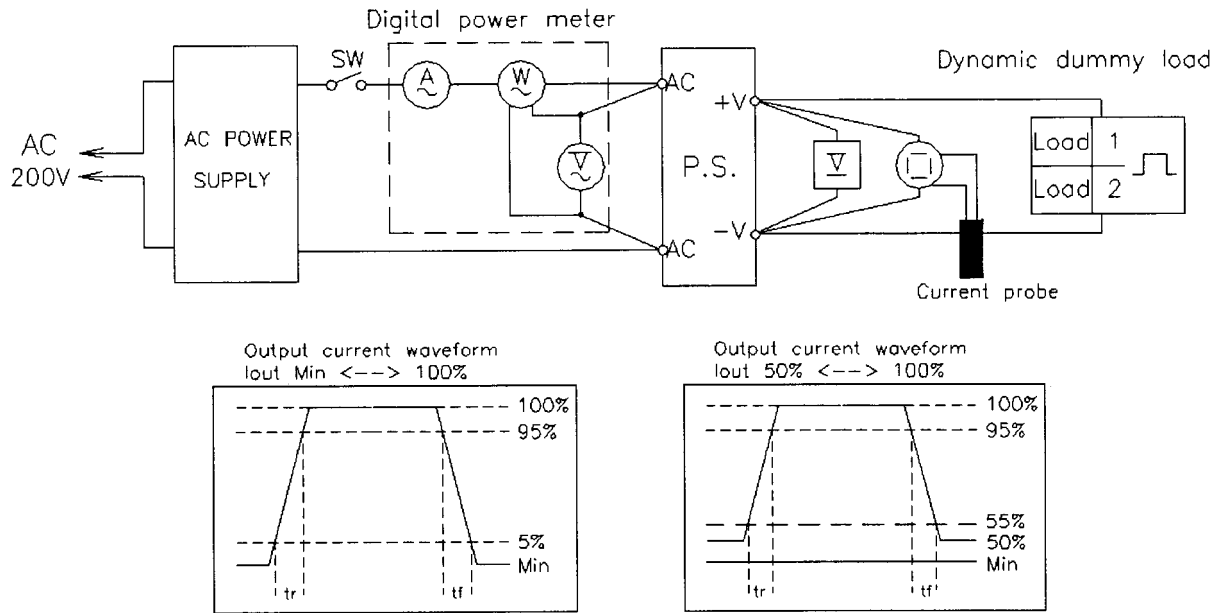 Digital power meter
SW
A
W
V
AC
200V
AC POWER
SUPPLY
AC
AC
P.S.
+V
-V
V
Dynamic dummy load
Load 1
Load 2
Current probe
Output current waveform
Iout Min <--> 100%
100%
95%
5%
Min
tr
tf
Output current waveform
Iout 50% <--> 100%
100%
95%
55%
50%
Min
tr
tf